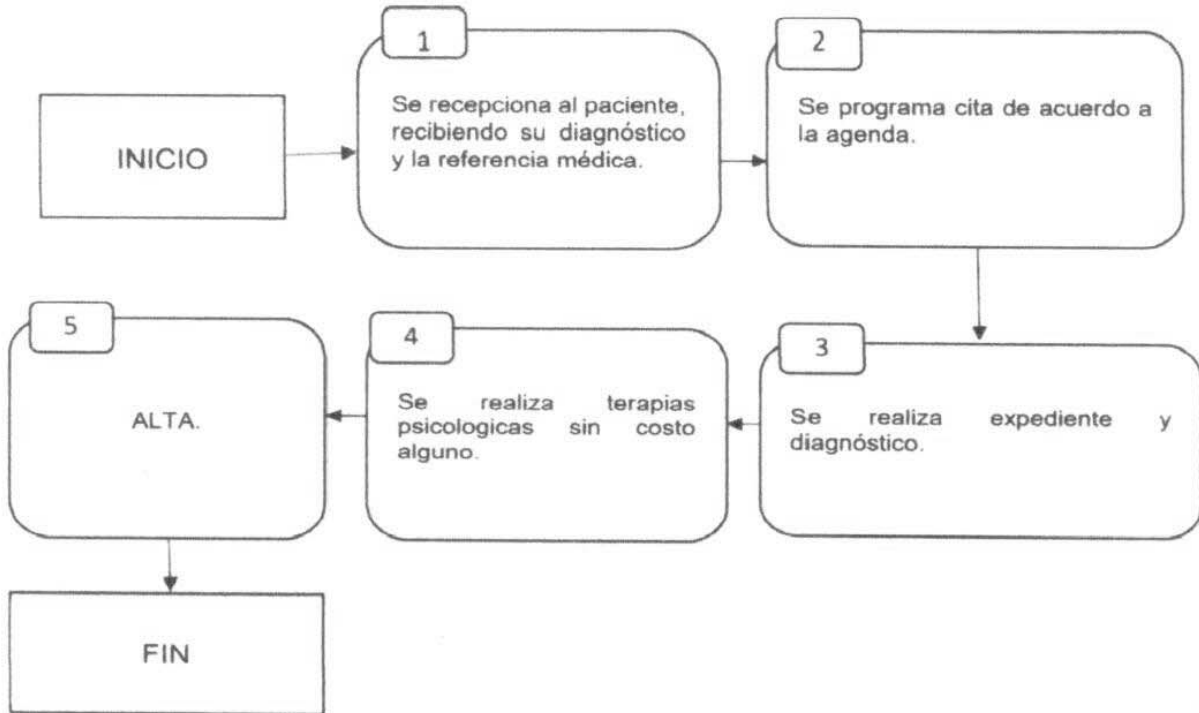 INICIO
1
Se recepciona al paciente,
recibiendo su diagnóstico
y la referencia médica.
2
Se programa cita de acuerdo a
la agenda.
3
Se realiza expediente y
diagnóstico.
4
Se realiza terapias
psicologicas sin costo
alguno.
5
ALTA.
FIN